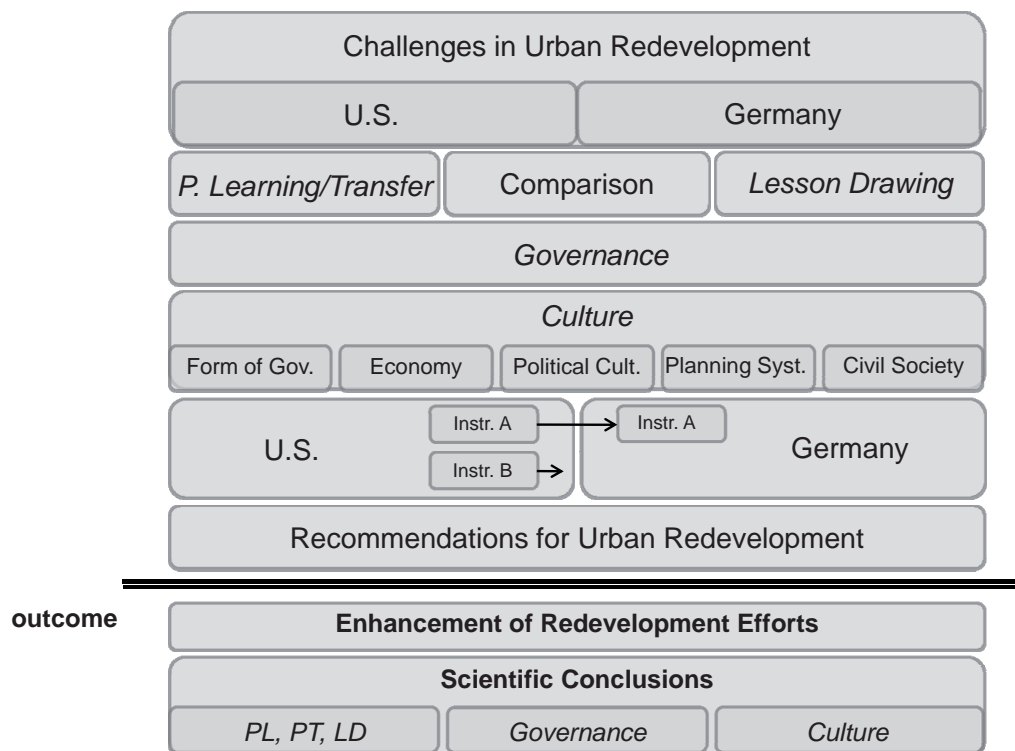 Challenges in Urban Redevelopment
U.S.
Germany
P. Learning/Transfer
Comparison
Lesson Drawing
Governance
Culture
Form of Gov.
Economy
Political Cult.
Planning Syst.
Civil Society
U.S.
Instr. A
Instr. B
Instr. A
Germany
Recommendations for Urban Redevelopment
outcome
Enhancement of Redevelopment Efforts
Scientific Conclusions
PL, PT, LD
Governance
Culture